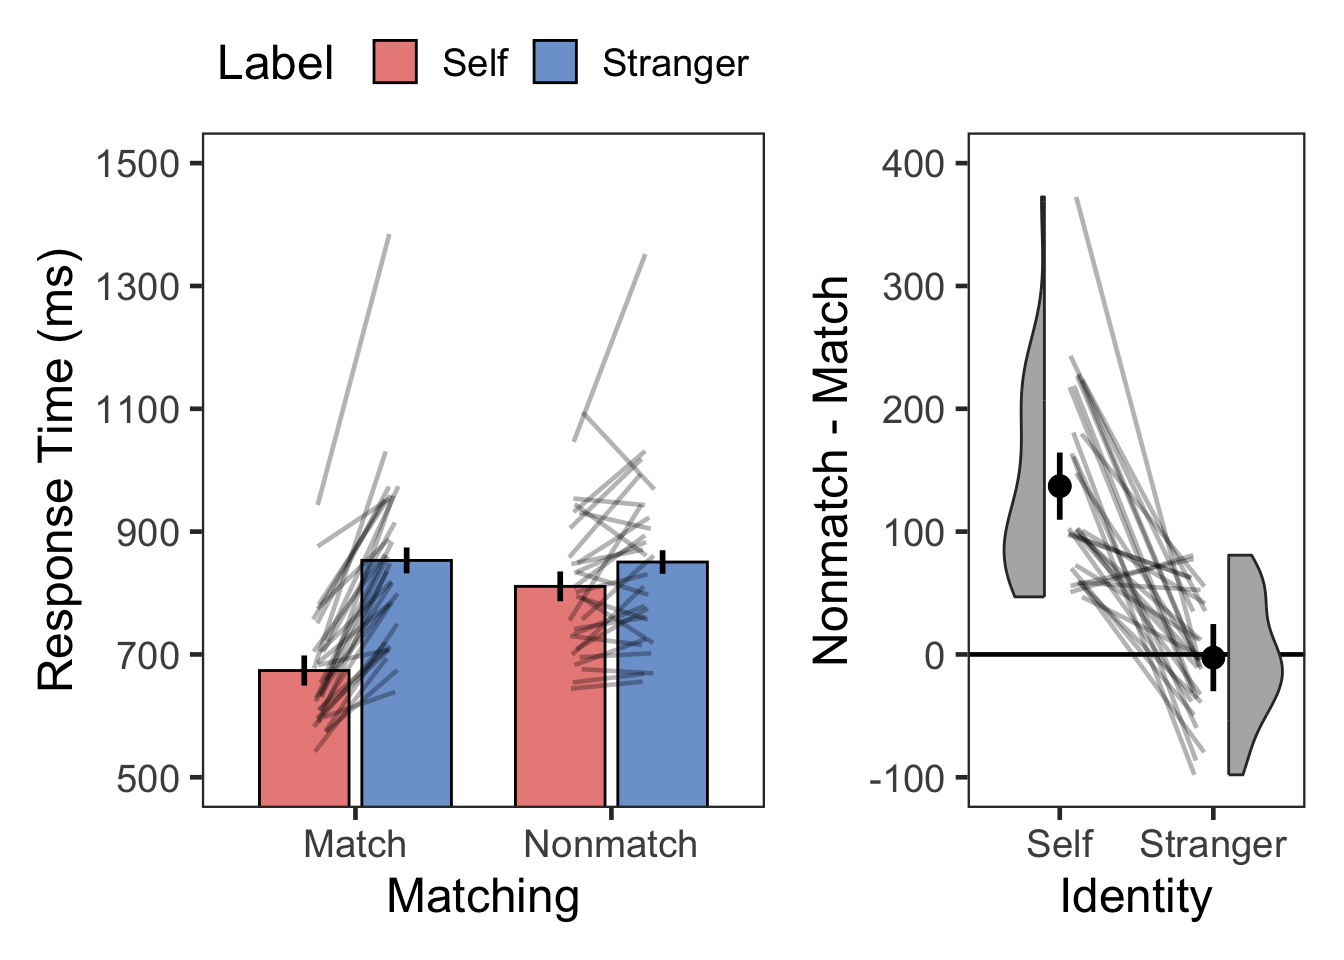 Label Self Stranger
Response Time (ms)
1500
1300
1100
900
700
500
Match Nonmatch
Matching
Nonmatch - Match
400
300
200
100
0
-100
Self Stranger
Identity